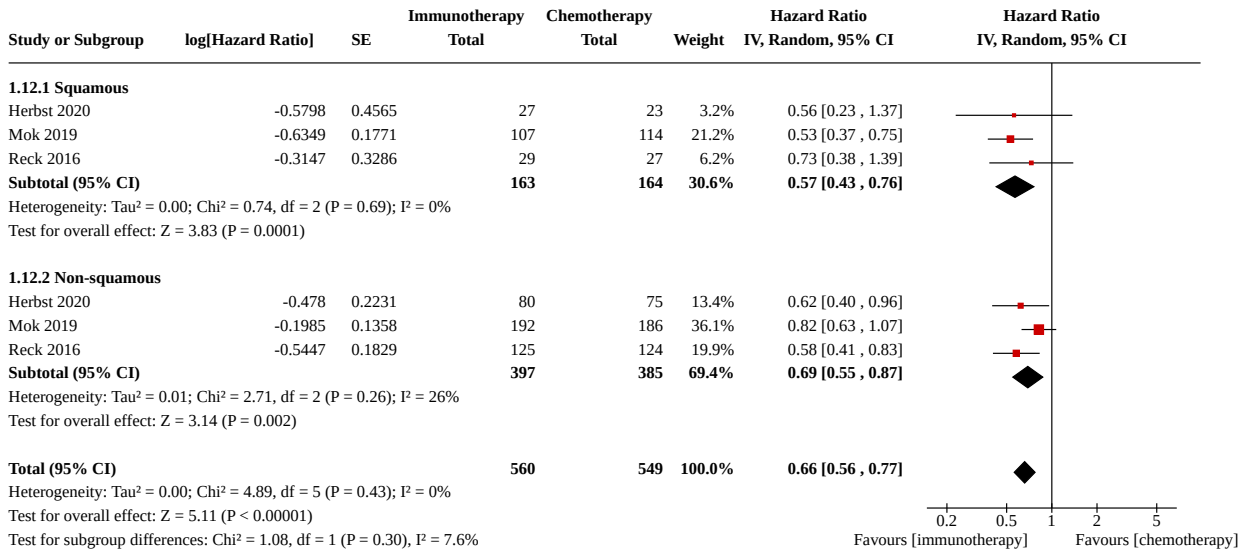 Immunotherapy Chemotherapy Hazard Ratio Hazard Ratio
Study or Subgroup log[Hazard Ratio] SE Total Total Weight IV, Random, 95% CI IV, Random, 95% CI
1.12.1 Squamous
Herbst 2020 -0.5798 0.4565 27 23 3.2% 0.56 [0.23 , 1.37]
Mok 2019 -0.6349 0.1771 107 114 21.2% 0.53 [0.37 , 0.75]
Reck 2016 -0.3147 0.3286 29 27 6.2% 0.73 [0.38 , 1.39]
Subtotal (95% CI) 163 164 30.6% 0.57 [0.43 , 0.76]
Heterogeneity: Tau² = 0.00; Chi² = 0.74, df = 2 (P = 0.69); I² = 0%
Test for overall effect: Z = 3.83 (P = 0.0001)
1.12.2 Non-squamous
Herbst 2020 -0.478 0.2231 80 75 13.4% 0.62 [0.40 , 0.96]
Mok 2019 -0.1985 0.1358 192 186 36.1% 0.82 [0.63 , 1.07]
Reck 2016 -0.5447 0.1829 125 124 19.9% 0.58 [0.41 , 0.83]
Subtotal (95% CI) 397 385 69.4% 0.69 [0.55 , 0.87]
Heterogeneity: Tau² = 0.01; Chi² = 2.71, df = 2 (P = 0.26); I² = 26%
Test for overall effect: Z = 3.14 (P = 0.002)
Total (95% CI) 560 549 100.0% 0.66 [0.56 , 0.77]
Heterogeneity: Tau² = 0.00; Chi² = 4.89, df = 5 (P = 0.43); I² = 0%
Test for overall effect: Z = 5.11 (P < 0.00001) 0.2 0.5 1 2 5
Test for subgroup differences: Chi² = 1.08, df = 1 (P = 0.30), I² = 7.6% Favours [immunotherapy] Favours [chemotherapy]